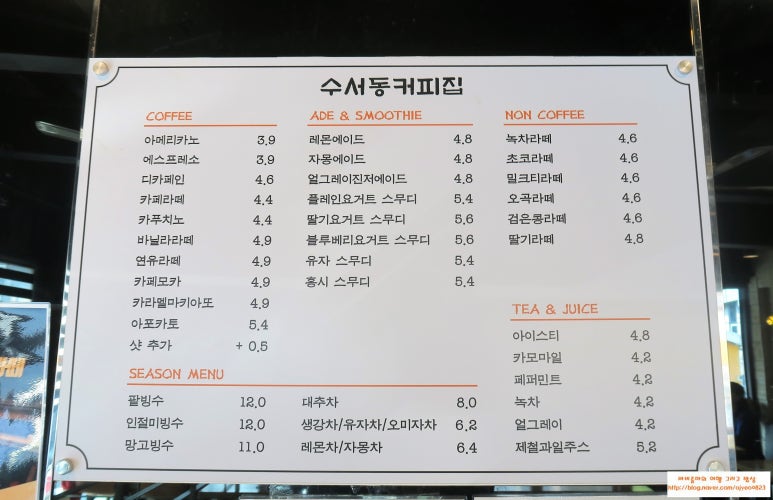 수서동커피집
COFFEE
아메리카노 3.9
에스프레소 3.9
디카페인 4.6
카페라떼 4.4
카푸치노 4.4
바닐라라떼 4.9
연유라떼 4.9
카페모카 4.9
카라멜마키아또 4.9
아포카토 5.4
샷 추가 + 0.5
ADE & SMOOTHIE
레몬에이드 4.8
자몽에이드 4.8
얼그레이진저에이드 4.8
플레인요거트 스무디 5.4
딸기요거트 스무디 5.6
블루베리요거트 스무디 5.6
유자 스무디 5.4
홍시 스무디 5.4
NON COFFEE
녹차라떼 4.6
초코라떼 4.6
밀크티라떼 4.6
오곡라떼 4.6
검은콩라떼 4.6
딸기라떼 4.8
TEA & JUICE
아이스티 4.8
카모마일 4.2
페퍼민트 4.2
녹차 4.2
얼그레이 4.2
제철과일주스 5.2
SEASON MENU
팥빙수 12.0
인절미빙수 12.0
망고빙수 11.0
대추차 8.0
생강차/유자차/오미자차 6.2
레몬차/자몽차 6.4
http://blog.naver.com/ajyeo4823